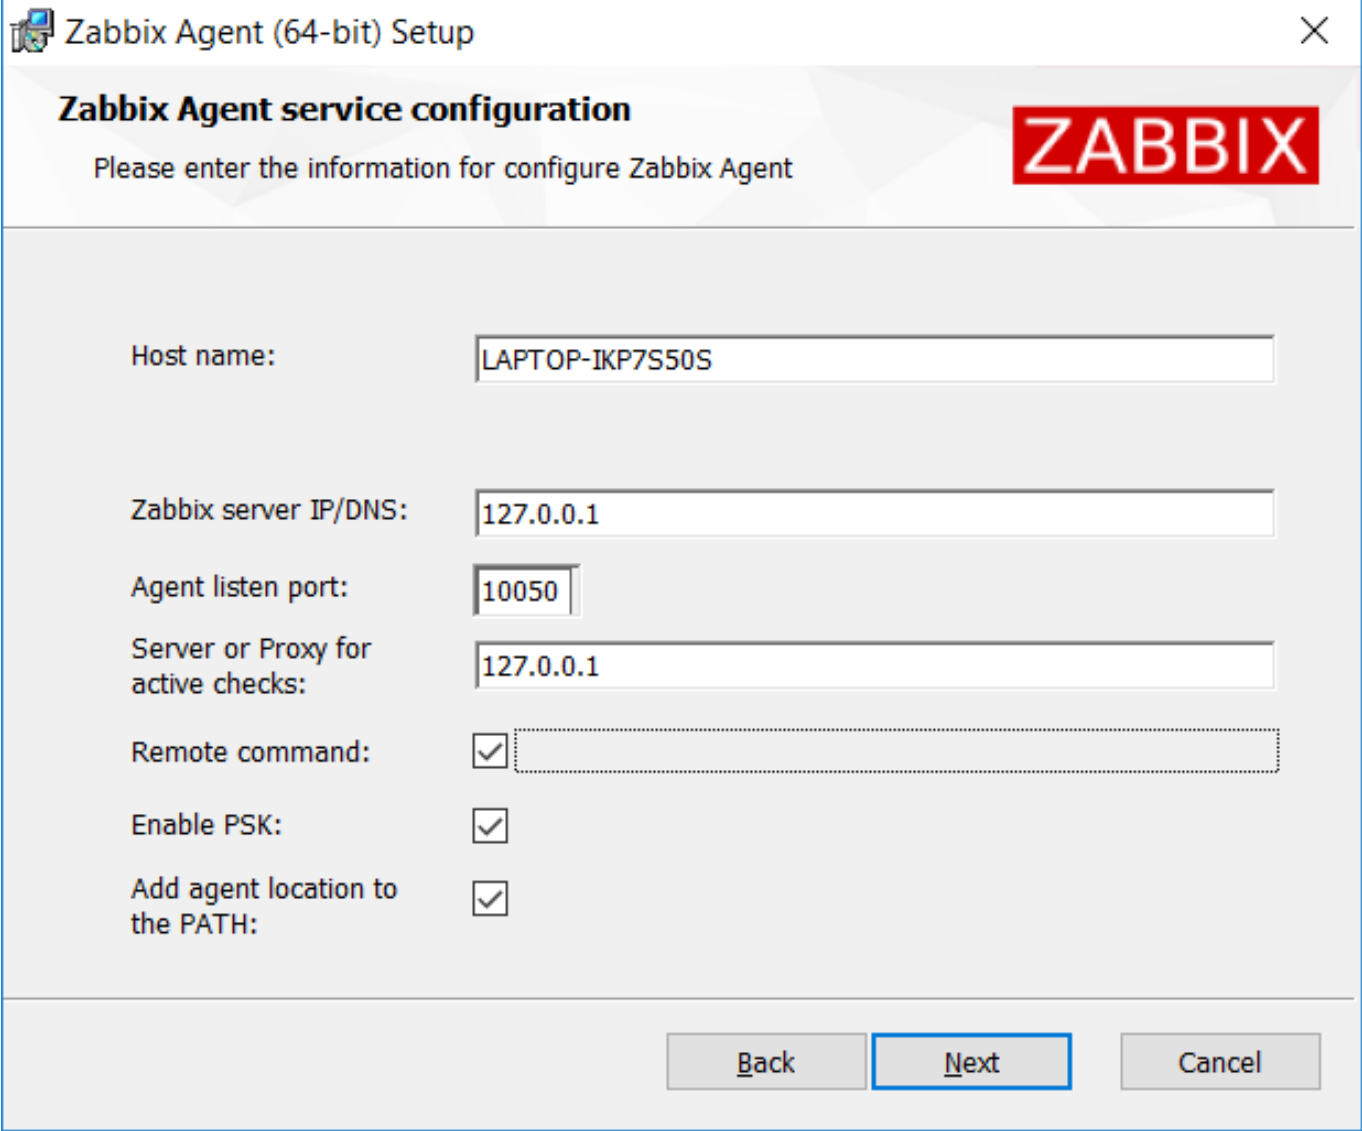 Zabbix Agent (64-bit) Setup
Zabbix Agent service configuration
Please enter the information for configure Zabbix Agent
ZABBIX
Host name:
LAPTOP-IKP7S50S
Zabbix server IP/DNS:
127.0.0.1
Agent listen port:
10050
Server or Proxy for
active checks:
127.0.0.1
Remote command:
Enable PSK:
Add agent location to
the PATH:
Back
Next
Cancel